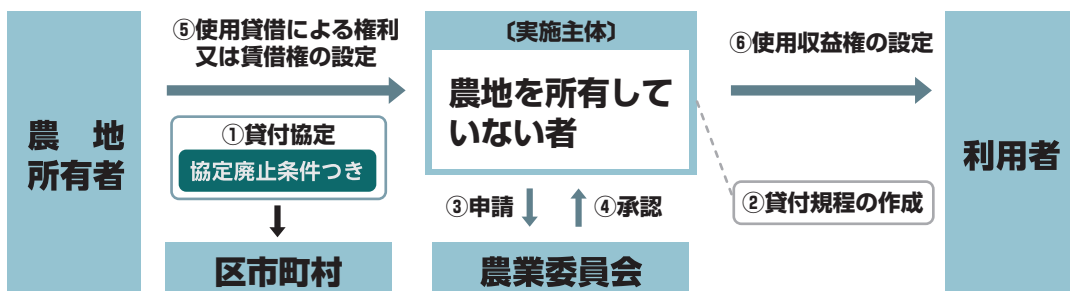 農　地
所有者
⑤使用貸借による権利
又は賃借権の設定
①貸付協定
協定廃止条件つき
区市町村
〔実施主体〕
農地を所有して
いない者
③申請
④承認
農業委員会
⑥使用収益権の設定
②貸付規程の作成
利用者